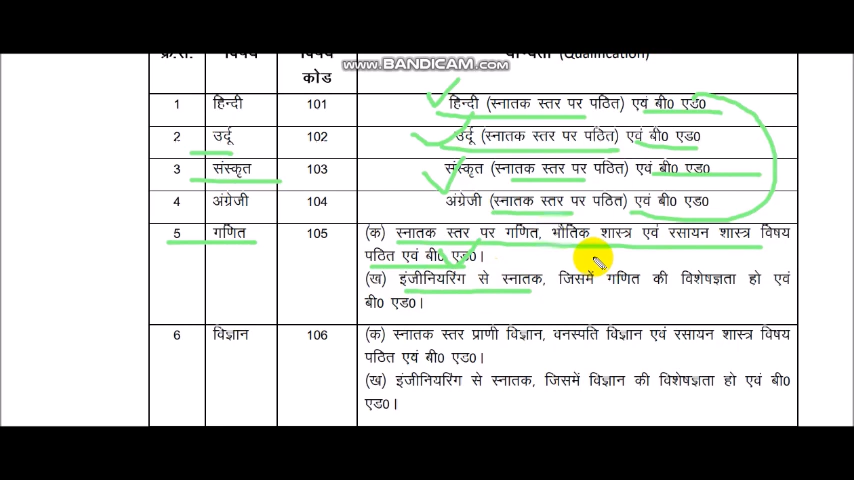 www.BANDICAM.com
क्र.सं. विषय विषय योग्यता (Qualification)
कोड
1 हिन्दी 101 हिन्दी (स्नातक स्तर पर पठित) एवं बी0 एड0
2 उर्दू 102 उर्दू (स्नातक स्तर पर पठित) एवं बी0 एड0
3 संस्कृत 103 संस्कृत (स्नातक स्तर पर पठित) एवं बी0 एड0
4 अंग्रेजी 104 अंग्रेजी (स्नातक स्तर पर पठित) एवं बी0 एड0
5 गणित 105 (क) स्नातक स्तर पर गणित, भौतिक शास्त्र एवं रसायन शास्त्र विषय
पठित एवं बी0 एड0।
(ख) इंजीनियरिंग से स्नातक, जिसमें गणित की विशेषज्ञता हो एवं
बी0 एड0।
6 विज्ञान 106 (क) स्नातक स्तर प्राणी विज्ञान, वनस्पति विज्ञान एवं रसायन शास्त्र विषय
पठित एवं बी0 एड0।
(ख) इंजीनियरिंग से स्नातक, जिसमें विज्ञान की विशेषज्ञता हो एवं बी0
एड0।